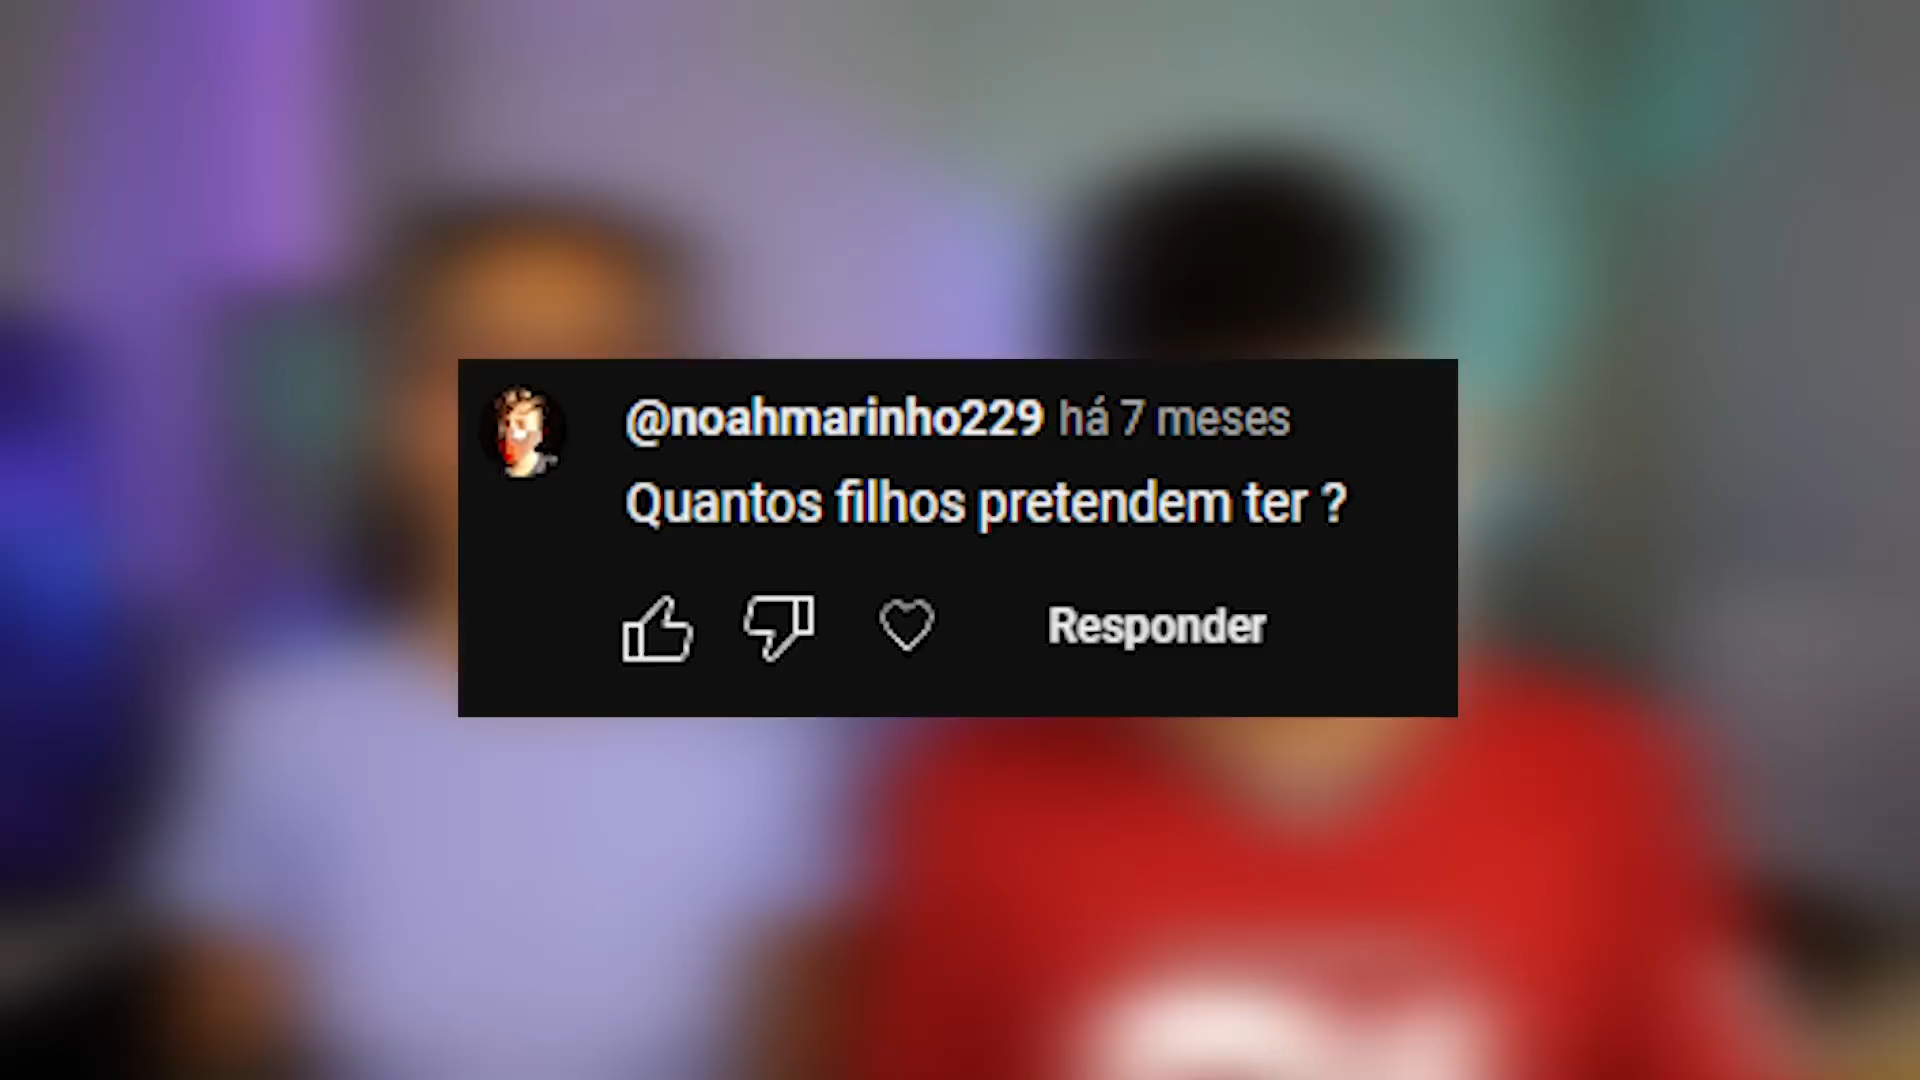 @noahmarinho229 há 7 meses
Quantos filhos pretendem ter ?
Responder